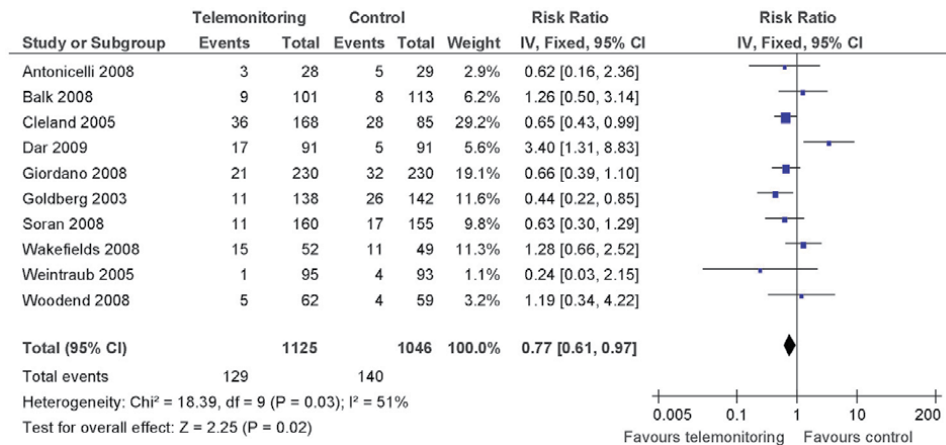 Telemonitoring Control Risk Ratio Risk Ratio
Study or Subgroup Events Total Events Total Weight IV, Fixed, 95% CI IV, Fixed, 95% CI
Antonicelli 2008 3 28 5 29 2.9% 0.62 [0.16, 2.36]
Balk 2008 9 101 8 113 6.2% 1.26 [0.50, 3.14]
Cleland 2005 36 168 28 85 29.2% 0.65 [0.43, 0.99]
Dar 2009 17 91 5 91 5.6% 3.40 [1.31, 8.83]
Giordano 2008 21 230 32 230 19.1% 0.66 [0.39, 1.10]
Goldberg 2003 11 138 26 142 11.6% 0.44 [0.22, 0.85]
Soran 2008 11 160 17 155 9.8% 0.63 [0.30, 1.29]
Wakefields 2008 15 52 11 49 11.3% 1.28 [0.66, 2.52]
Weintraub 2005 1 95 4 93 1.1% 0.24 [0.03, 2.15]
Woodend 2008 5 62 4 59 3.2% 1.19 [0.34, 4.22]
Total (95% CI) 1125 1046 100.0% 0.77 [0.61, 0.97]
Total events 129 140
Heterogeneity: Chi² = 18.39, df = 9 (P = 0.03); I² = 51%
Test for overall effect: Z = 2.25 (P = 0.02)
0.005 0.1 1 10 200
Favours telemonitoring Favours control